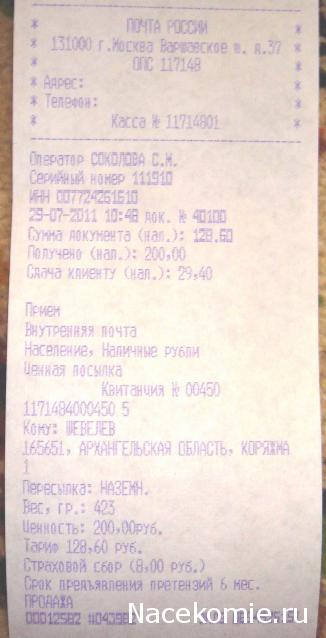 * ПОЧТА РОССИИ *
* 131000 г.Москва Варшавское ш. д.37 *
* ОПС 117148 *
* Адрес: *
* Телефон: *
* Касса № 11714801 *
Оператор СОКОЛОВА С.Н.
Серийный номер 111910
ИНН 007724261610
29-07-2011 10:48 док. № 40100
Сумма документа (нал.): 128.60
Получено (нал.): 200,00
Сдача клиенту (нал.): 29,40
Прием
Внутренняя почта
Население, Наличные рубли
Ценная посылка
Квитанция № 00450
1171484000450 5
Кому: ШЕВЕЛЕВ
165651, АРХАНГЕЛЬСКАЯ ОБЛАСТЬ, КОРЯЖМА
1
Пересылка: НАЗЕМН.
Вес, гр.: 423
Ценность: 200,00руб.
Тариф 128,60 руб.
Страховой сбор (8,00 руб.)
Срок предъявления претензий 6 мес.
ПРОДАЖА
00012582
Nacekomie.ru